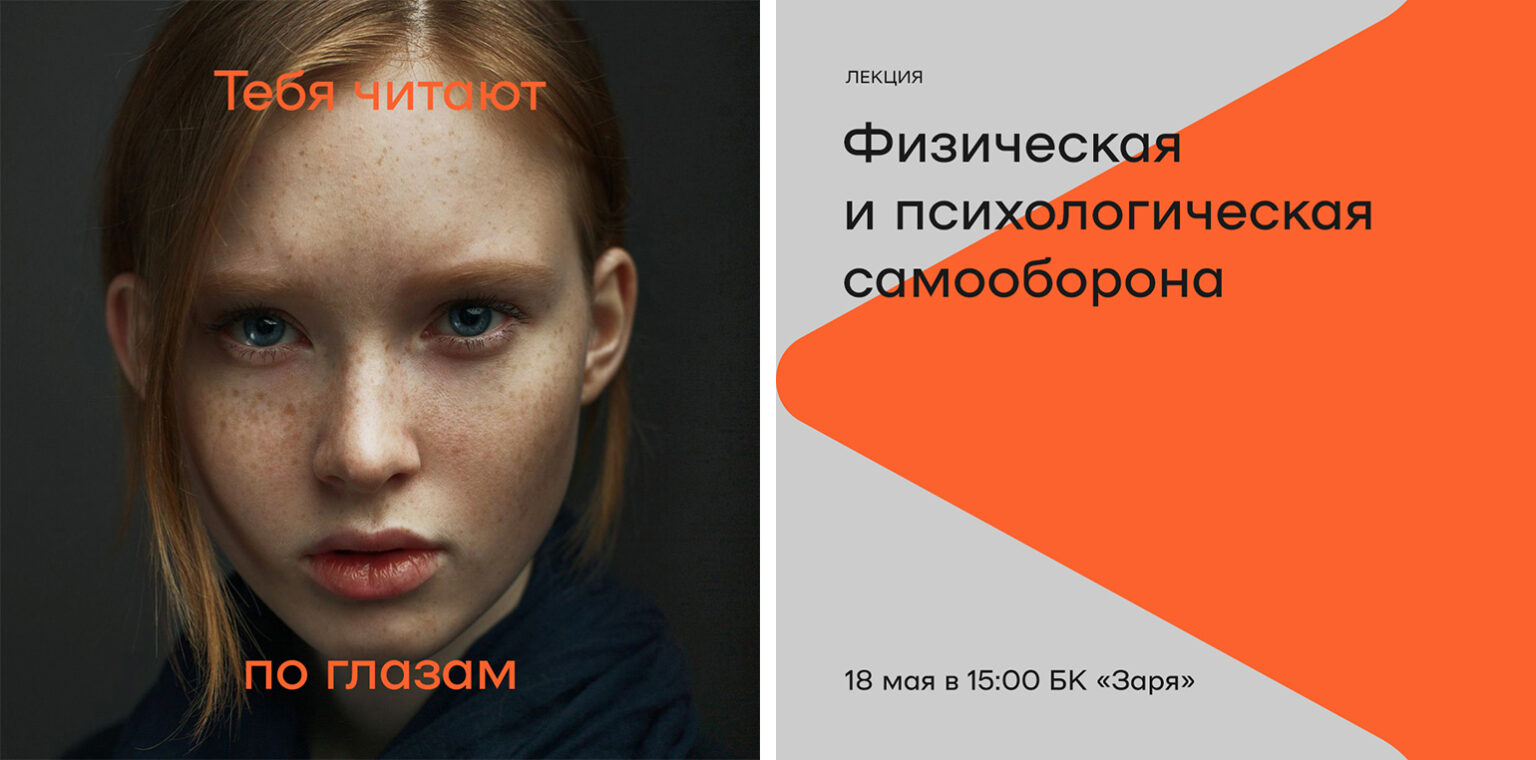 Тебя читают
по глазам
ЛЕКЦИЯ
Физическая
и психологическая
самооборона
18 мая в 15:00 БК «Заря»